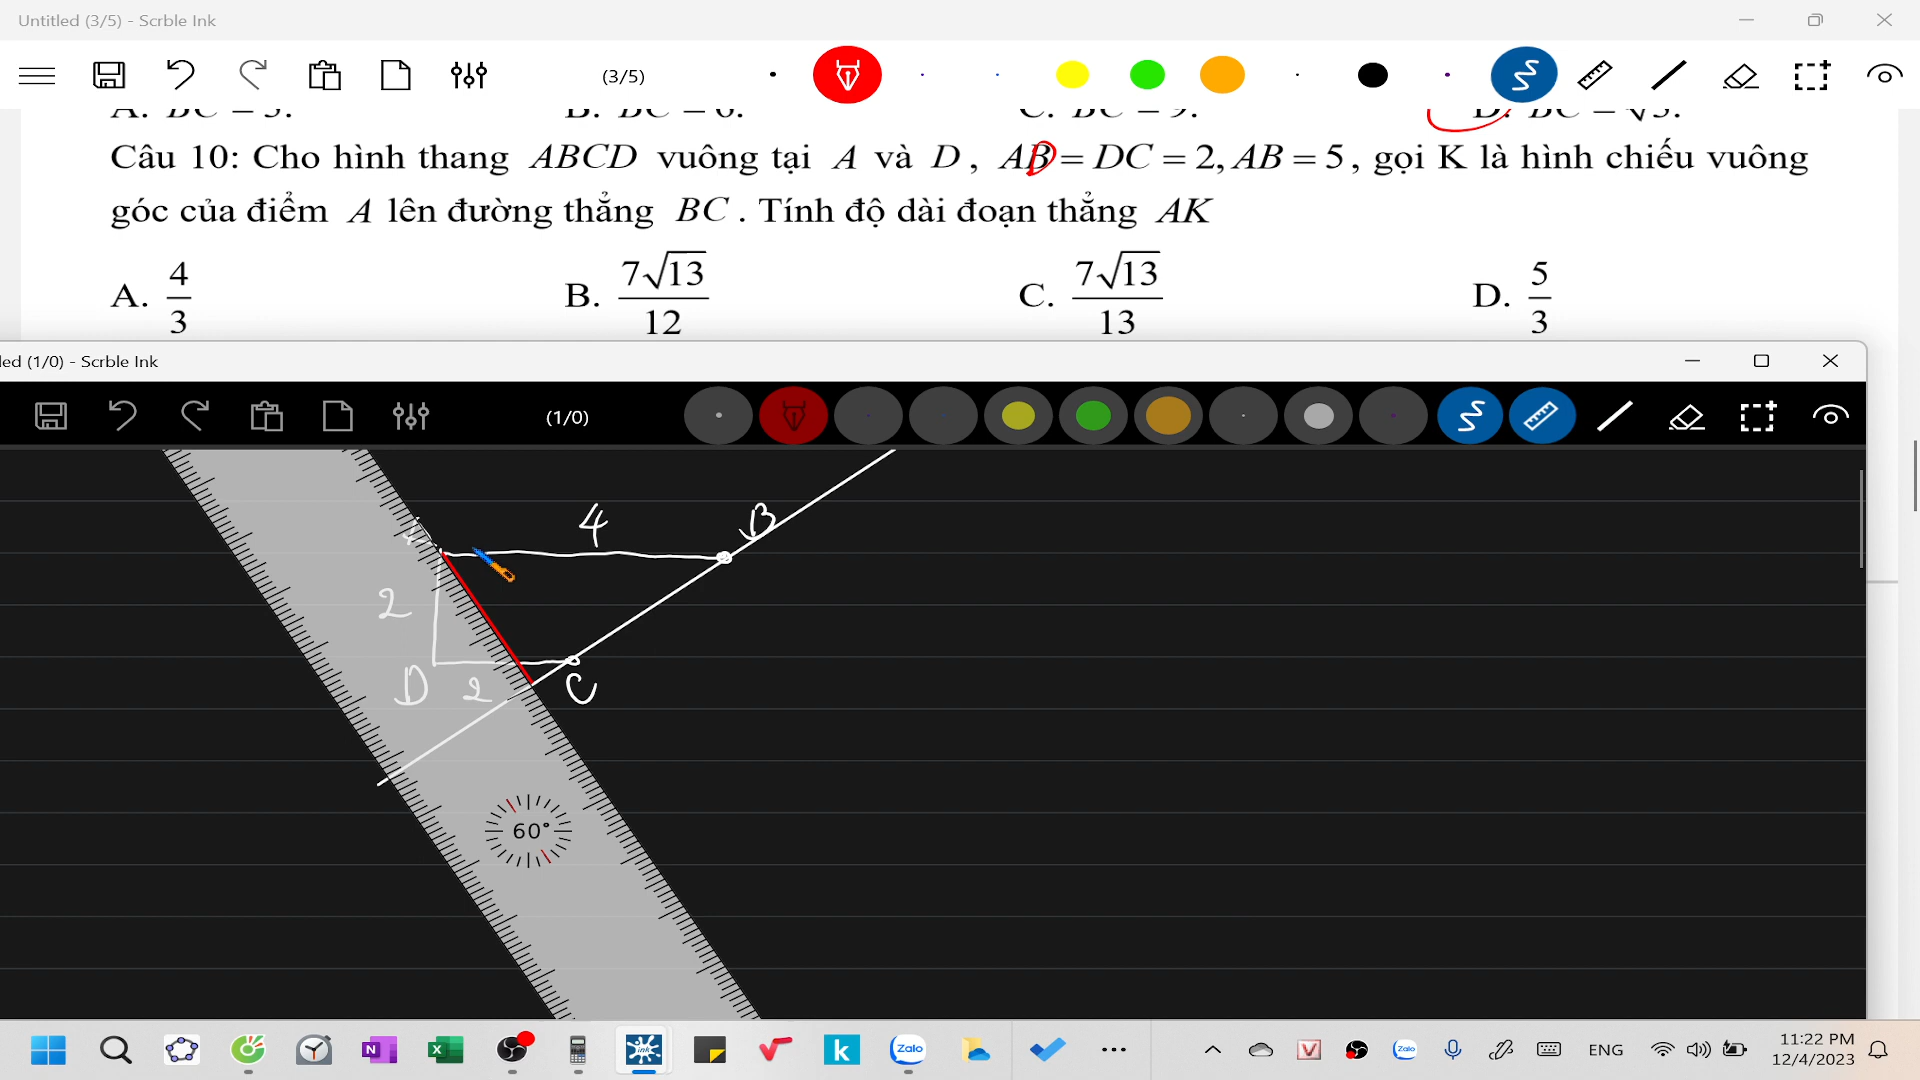 Untitled (3/5) - Scrble Ink
(3/5)
Câu 10: Cho hình thang ABCD vuông tại A và D, AD = DC = 2, AB = 5, gọi K là hình chiếu vuông
góc của điểm A lên đường thẳng BC. Tính độ dài đoạn thẳng AK
A. 4/3 B. 7√13/12 C. 7√13/13 D. 5/3
led (1/0) - Scrble Ink
(1/0)
4 B
2
D 2 C
60°
Zalo Zalo
ENG
11:22 PM
12/4/2023